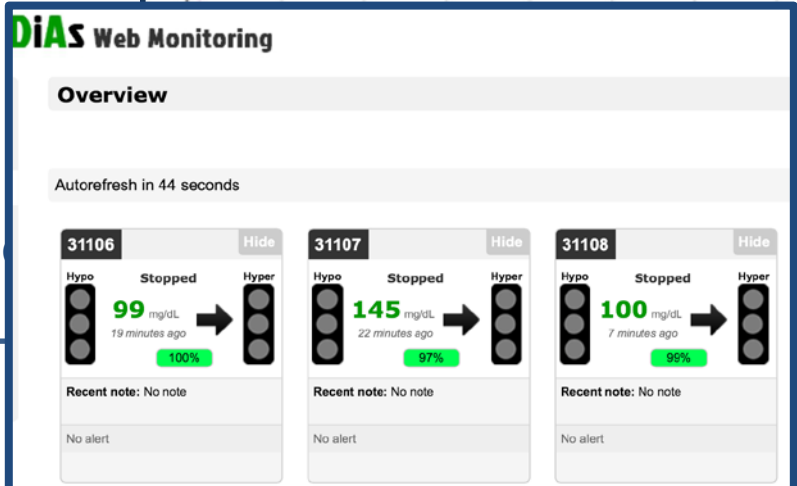 DiAs Web Monitoring
Overview
Autorefresh in 44 seconds
31106 Hide
Hypo Stopped Hyper
99 mg/dL
19 minutes ago
100%
Recent note: No note
No alert
31107 Hide
Hypo Stopped Hyper
145 mg/dL
22 minutes ago
97%
Recent note: No note
No alert
31108 Hide
Hypo Stopped Hyper
100 mg/dL
7 minutes ago
99%
Recent note: No note
No alert